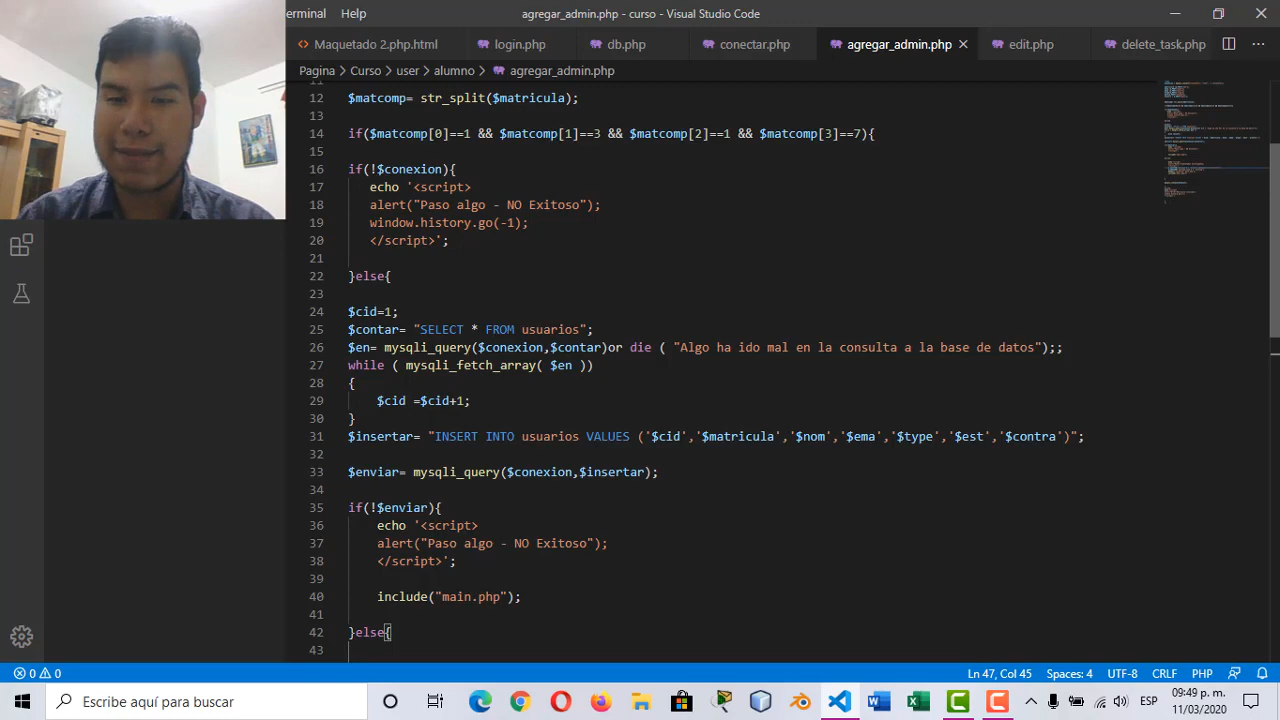 erminal Help agregar_admin.php - curso - Visual Studio Code
Maquetado 2.php.html login.php db.php conectar.php agregar_admin.php edit.php delete_task.php
Pagina > Curso > user > alumno > agregar_admin.php
12 $matcomp= str_split($matricula);
13
14 if($matcomp[0]==1 && $matcomp[1]==3 && $matcomp[2]==1 && $matcomp[3]==7){
15
16 if(!$conexion){
17 echo '<script>
18 alert("Paso algo - NO Exitoso");
19 window.history.go(-1);
20 </script>';
21
22 }else{
23
24 $cid=1;
25 $contar= "SELECT * FROM usuarios";
26 $en= mysqli_query($conexion,$contar)or die ( "Algo ha ido mal en la consulta a la base de datos");;
27 while ( mysqli_fetch_array( $en ))
28 {
29 $cid =$cid+1;
30 }
31 $insertar= "INSERT INTO usuarios VALUES ('$cid','$matricula','$nom','$ema','$type','$est','$contra')";
32
33 $enviar= mysqli_query($conexion,$insertar);
34
35 if(!$enviar){
36 echo '<script>
37 alert("Paso algo - NO Exitoso");
38 </script>';
39
40 include("main.php");
41
42 }else{
43
0 0 Ln 47, Col 45 Spaces: 4 UTF-8 CRLF PHP
Escribe aquí para buscar ESP 09:49 p. m.
11/03/2020